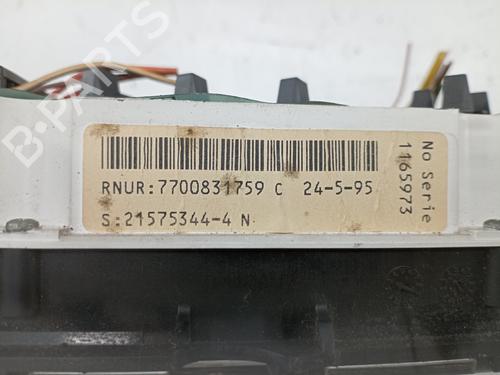 RNUR:7700831759 C 24-5-95
S:21575344-4 N
No Serie
1165973
B-PARTS